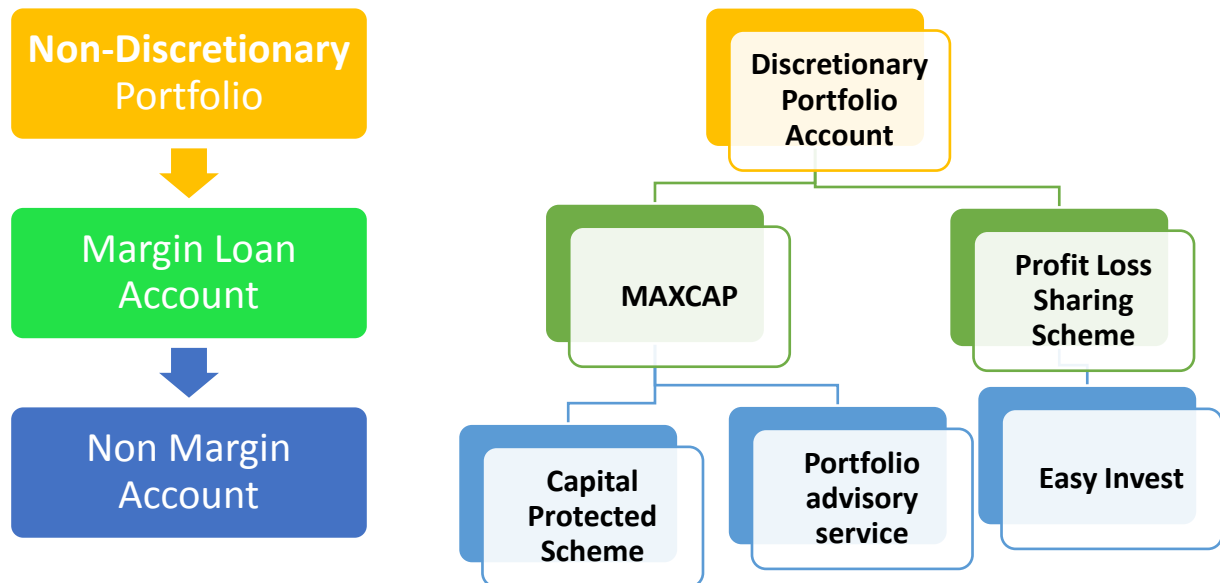 Non-Discretionary
Portfolio
Margin Loan
Account
Non Margin
Account
Discretionary
Portfolio
Account
MAXCAP
Profit Loss
Sharing
Scheme
Capital
Protected
Scheme
Portfolio
advisory
service
Easy Invest